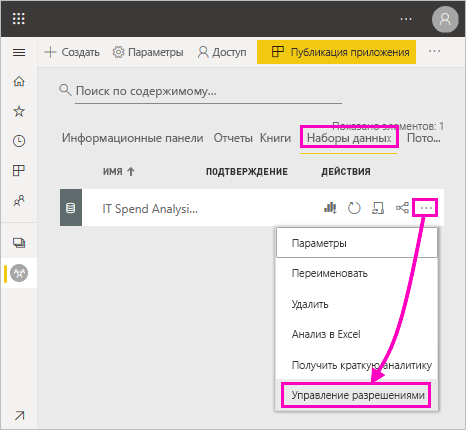 Создать Параметры Доступ Публикация приложения
Поиск по содержимому...
Показано элементов: 1
Информационные панели Отчеты Книги Наборы данных Пото...
ИМЯ ПОДТВЕРЖДЕНИЕ ДЕЙСТВИЯ
IT Spend Analysi...
Параметры
Переименовать
Удалить
Анализ в Excel
Получить краткую аналитику
Управление разрешениями